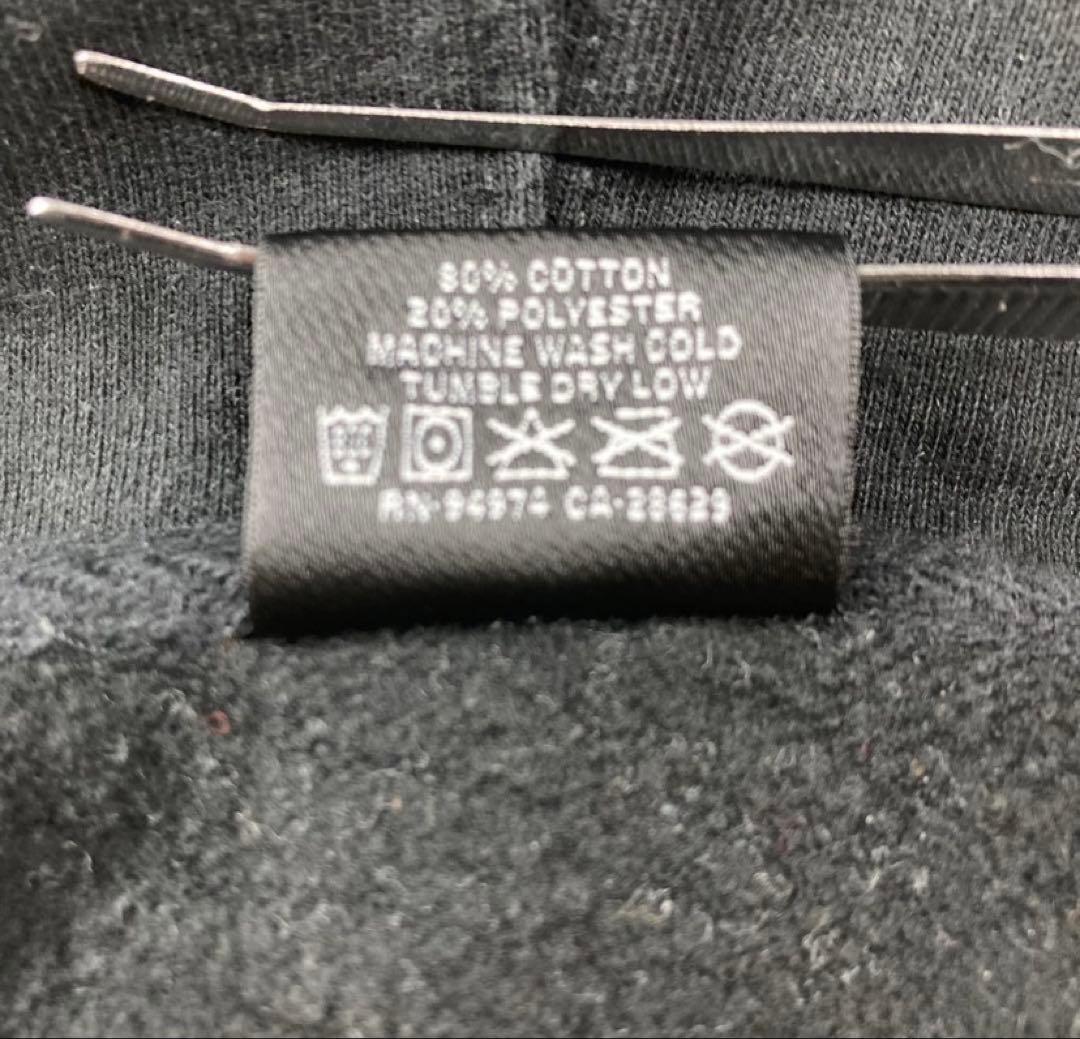 80% COTTON
20% POLYESTER
MACHINE WASH COLD
TUMBLE DRY LOW
RN-94974 CA-28629